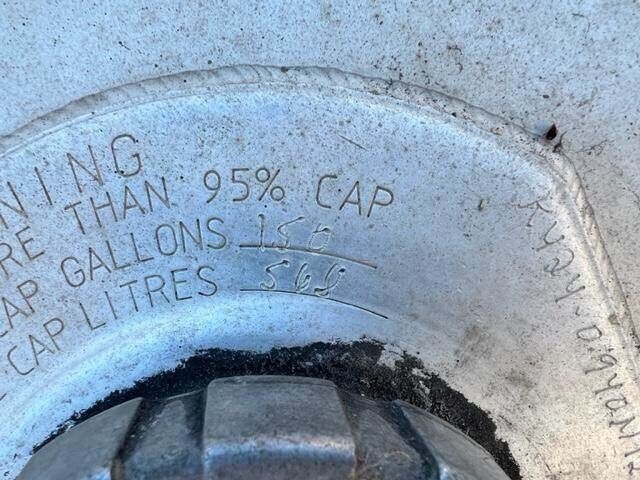 NING
RE THAN 95% CAP
CAP GALLONS 150
CAP LITRES 568